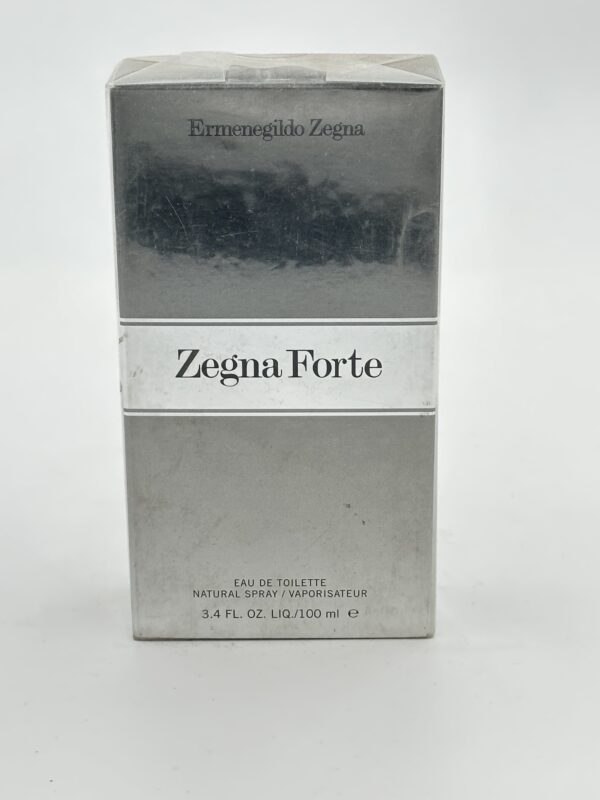 Ermenegildo Zegna
Zegna Forte
EAU DE TOILETTE
NATURAL SPRAY / VAPORISATEUR
3.4 FL. OZ. LIQ./100 ml ℮